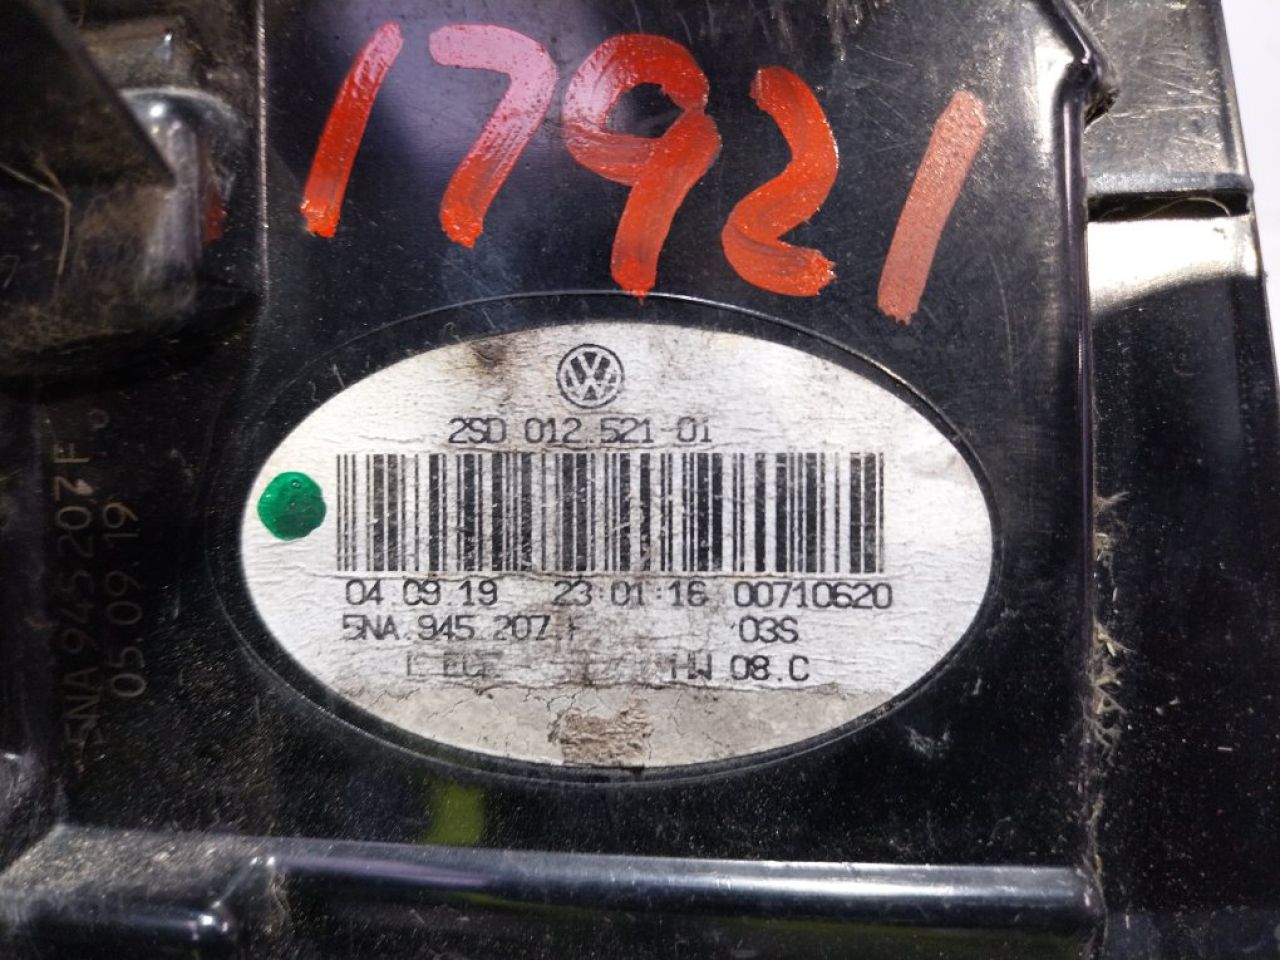 17921
2SD 012 521-01
04 09 19 23:01:16 00710620
5NA.945 207 F 03S
L ECE HW 08.C
5NA 945 207 F
05.09.19